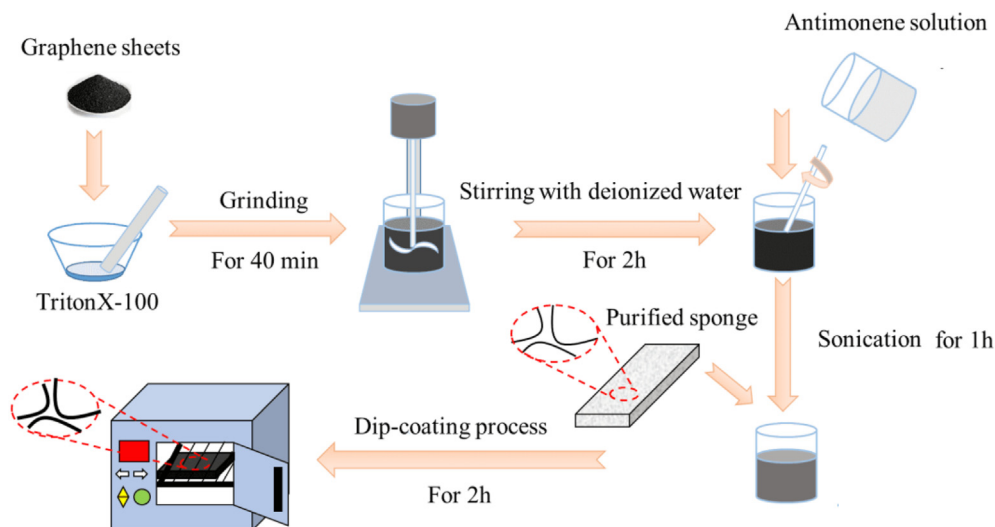 Graphene sheets
Antimonene solution
Grinding
For 40 min
Stirring with deionized water
For 2h
TritonX-100
Purified sponge
Sonication for 1h
Dip-coating process
For 2h